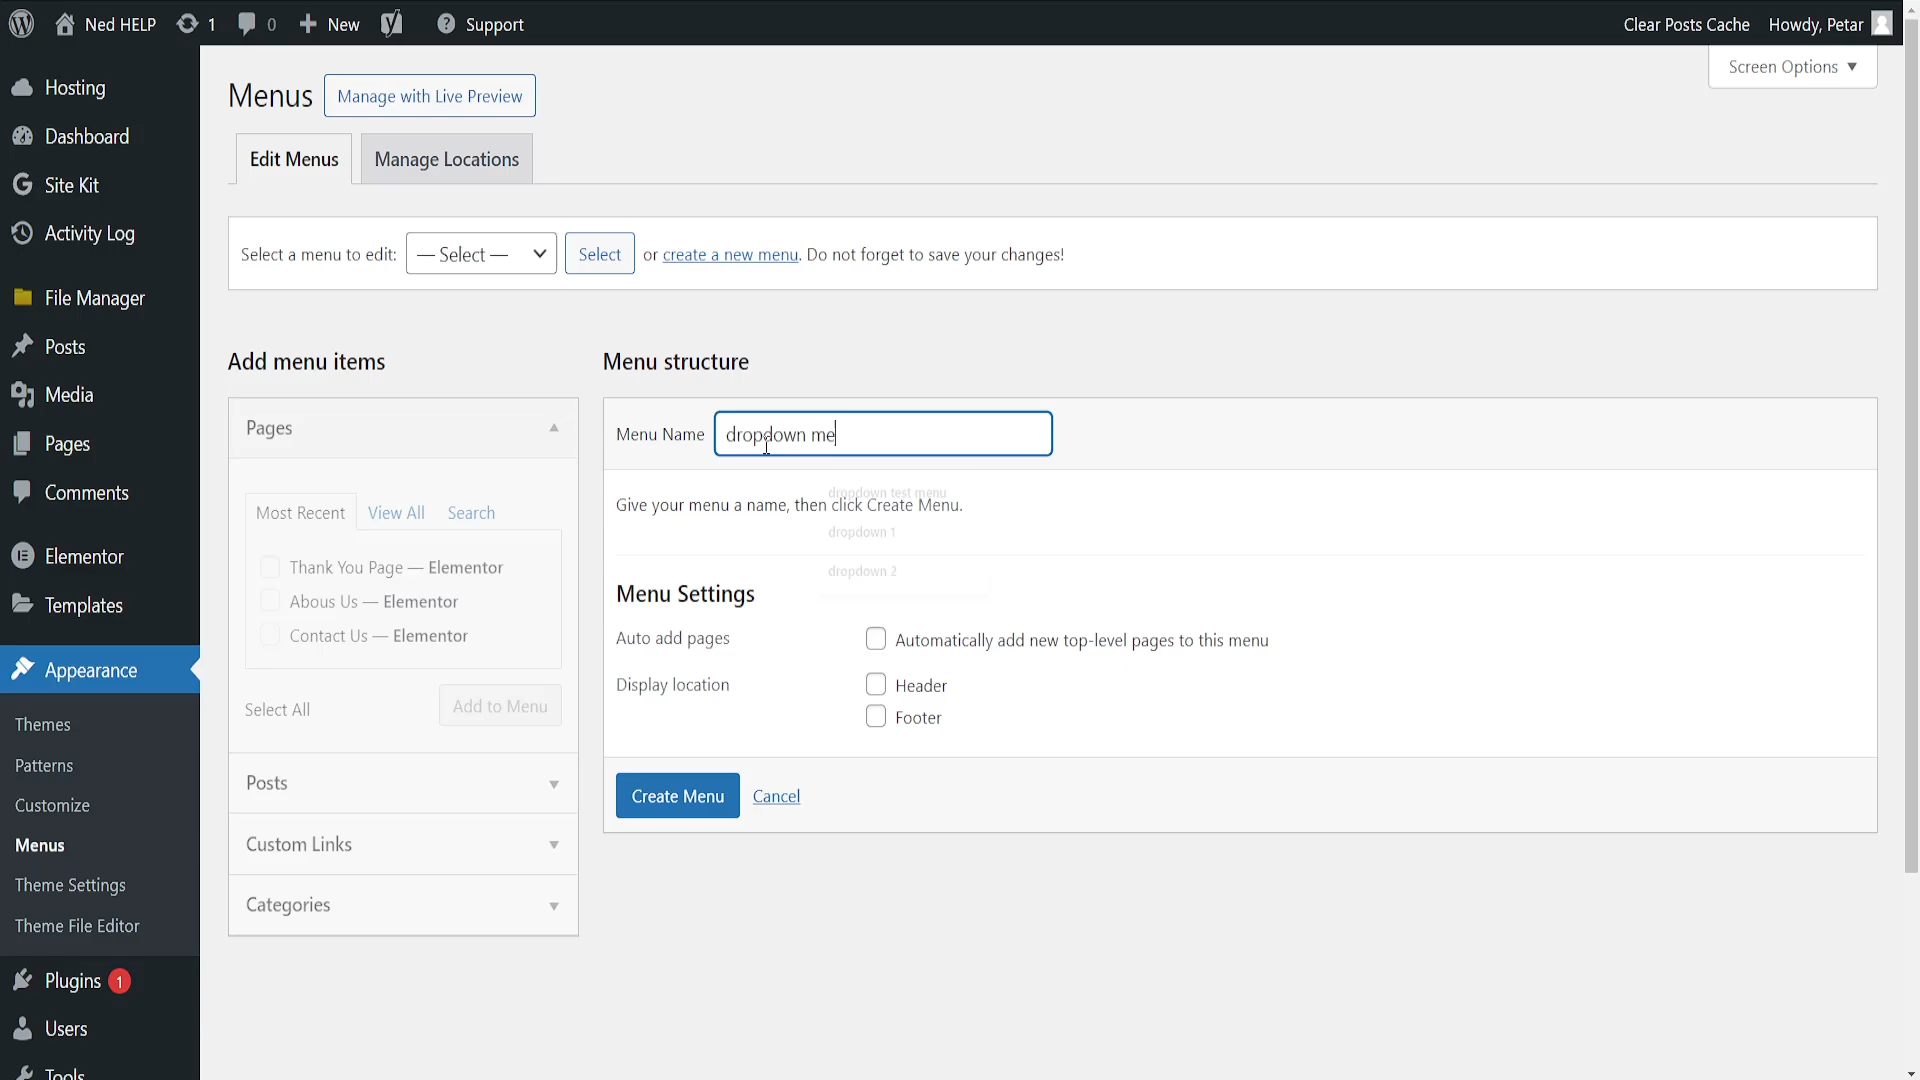 Ned HELP 1 0 New Support Clear Posts Cache Howdy, Petar
Screen Options ▼
Hosting
Dashboard
Site Kit
Activity Log
File Manager
Posts
Media
Pages
Comments
Elementor
Templates
Appearance
Themes
Patterns
Customize
Menus
Theme Settings
Theme File Editor
Plugins 1
Users
Tools
Menus Manage with Live Preview
Edit Menus Manage Locations
Select a menu to edit: — Select — Select or create a new menu. Do not forget to save your changes!
Add menu items
Pages
Most Recent View All Search
Thank You Page — Elementor
Abous Us — Elementor
Contact Us — Elementor
Select All Add to Menu
Posts
Custom Links
Categories
Menu structure
Menu Name dropdown me
dropdown test menu
Give your menu a name, then click Create Menu.
dropdown 1
dropdown 2
Menu Settings
Auto add pages Automatically add new top-level pages to this menu
Display location Header
Footer
Create Menu Cancel